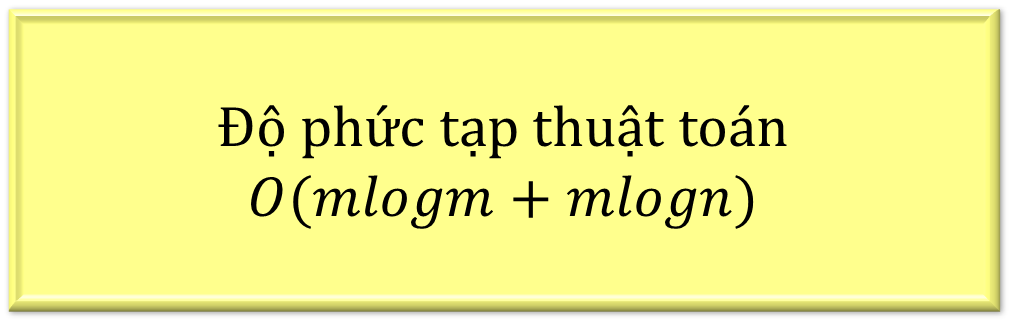 Độ phức tạp thuật toán
O(mlogm + mlogn)